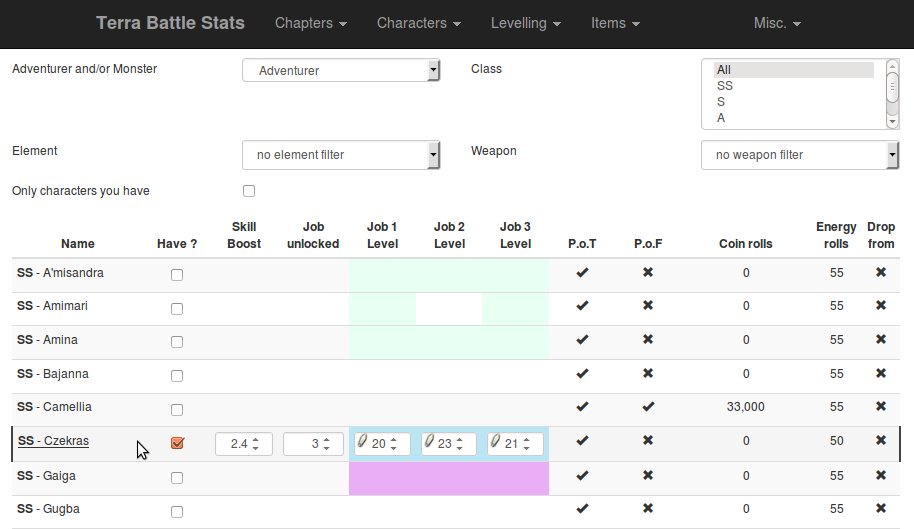 Terra Battle Stats Chapters Characters Levelling Items Misc.
Adventurer and/or Monster Adventurer Class All
SS
S
A
Element no element filter Weapon no weapon filter
Only characters you have
Name Have ? Skill Boost Job unlocked Job 1 Level Job 2 Level Job 3 Level P.o.T P.o.F Coin rolls Energy rolls Drop from
SS - A'misandra ✔ ✖ 0 55 ✖
SS - Amimari ✔ ✖ 0 55 ✖
SS - Amina ✔ ✖ 0 55 ✖
SS - Bajanna ✔ ✖ 0 55 ✖
SS - Camellia ✔ ✔ 33,000 55 ✖
SS - Czekras 2.4 3 20 23 21 ✔ ✖ 0 50 ✖
SS - Gaiga ✔ ✖ 0 55 ✖
SS - Gugba ✔ ✖ 0 55 ✖